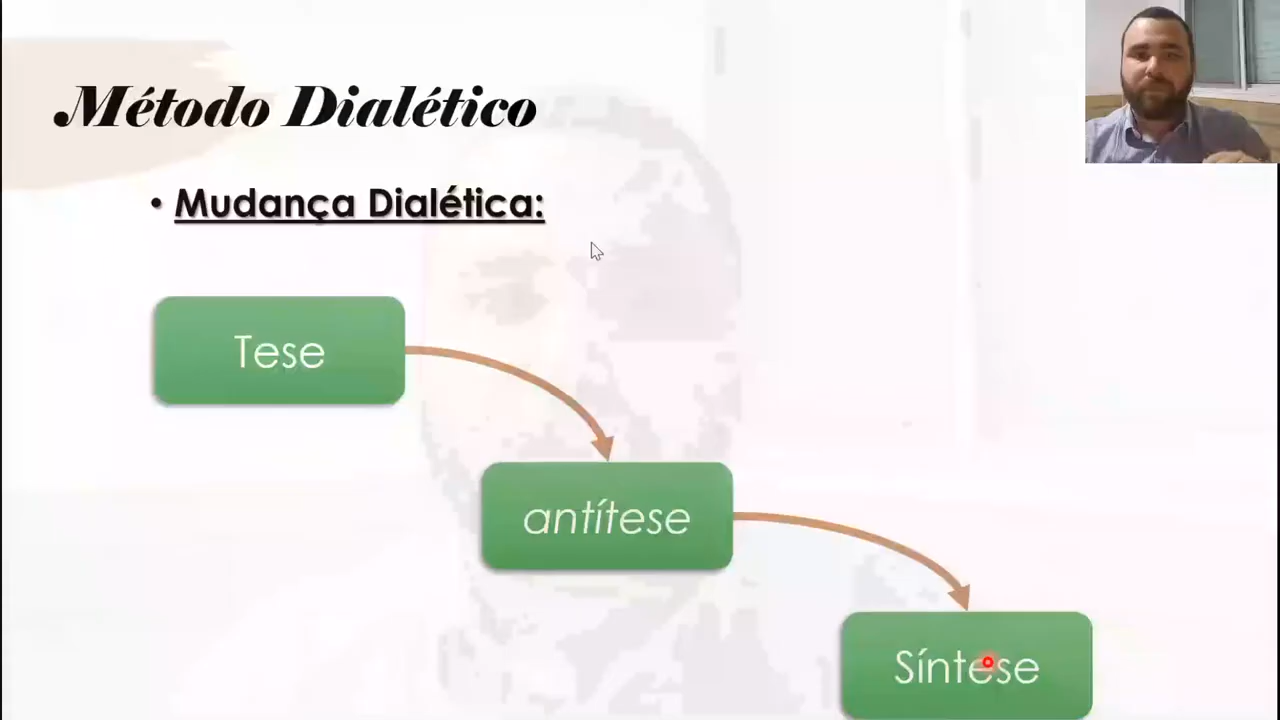 Método Dialético
• Mudança Dialética:
Tese
antítese
Síntese